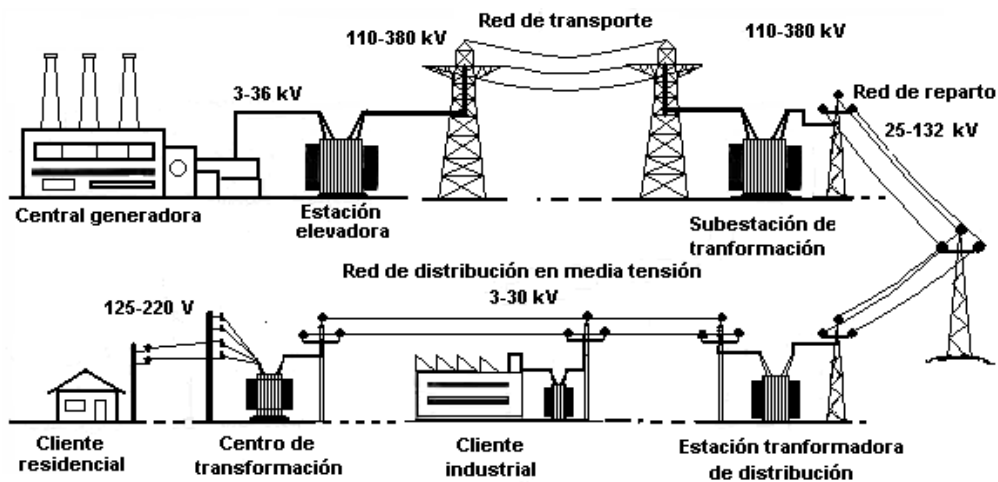 Red de transporte
110-380 kV
110-380 kV
3-36 kV
Red de reparto
25-132 kV
Central generadora
Estación
elevadora
Subestación de
tranformación
Red de distribución en media tensión
3-30 kV
125-220 V
Cliente
residencial
Centro de
transformación
Cliente
industrial
Estación tranformadora
de distribución